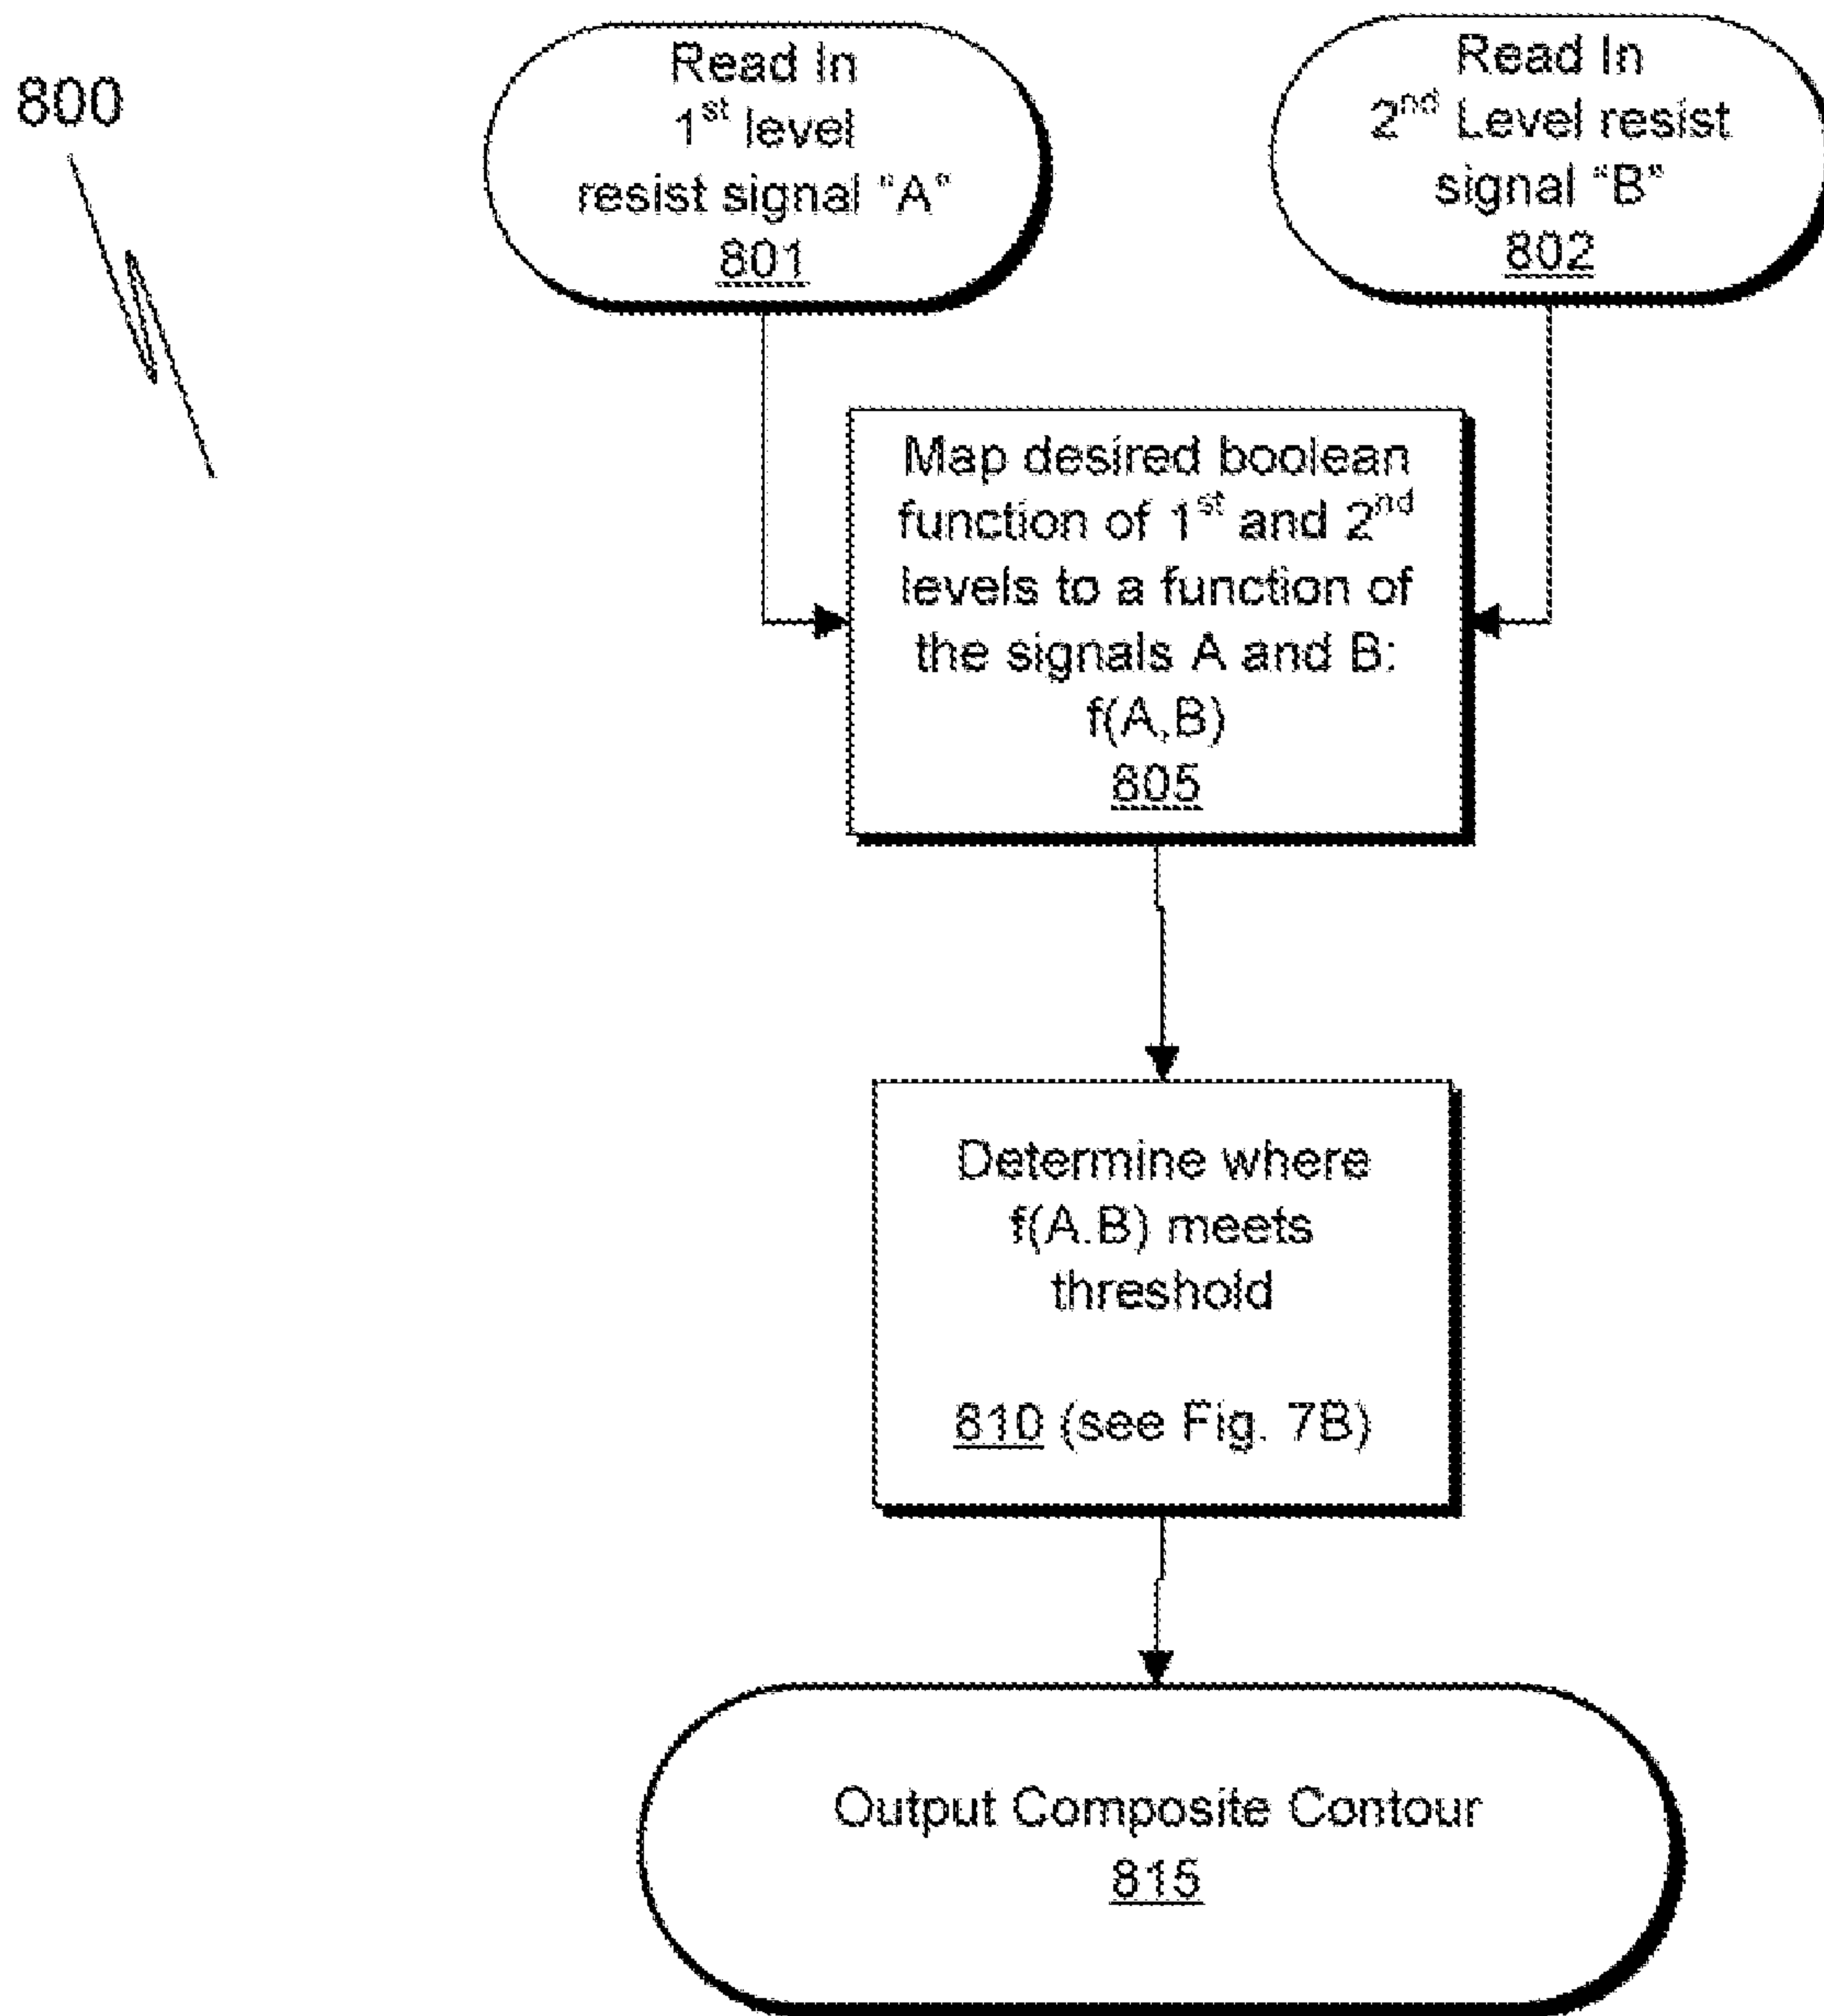 800
Read In
1st level
resist signal "A"
801
Read In
2nd Level resist
signal "B"
802
Map desired boolean
function of 1st and 2nd
levels to a function of
the signals A and B:
f(A,B)
805
Determine where
f(A.B) meets
threshold
810 (see Fig. 7B)
Output Composite Contour
815